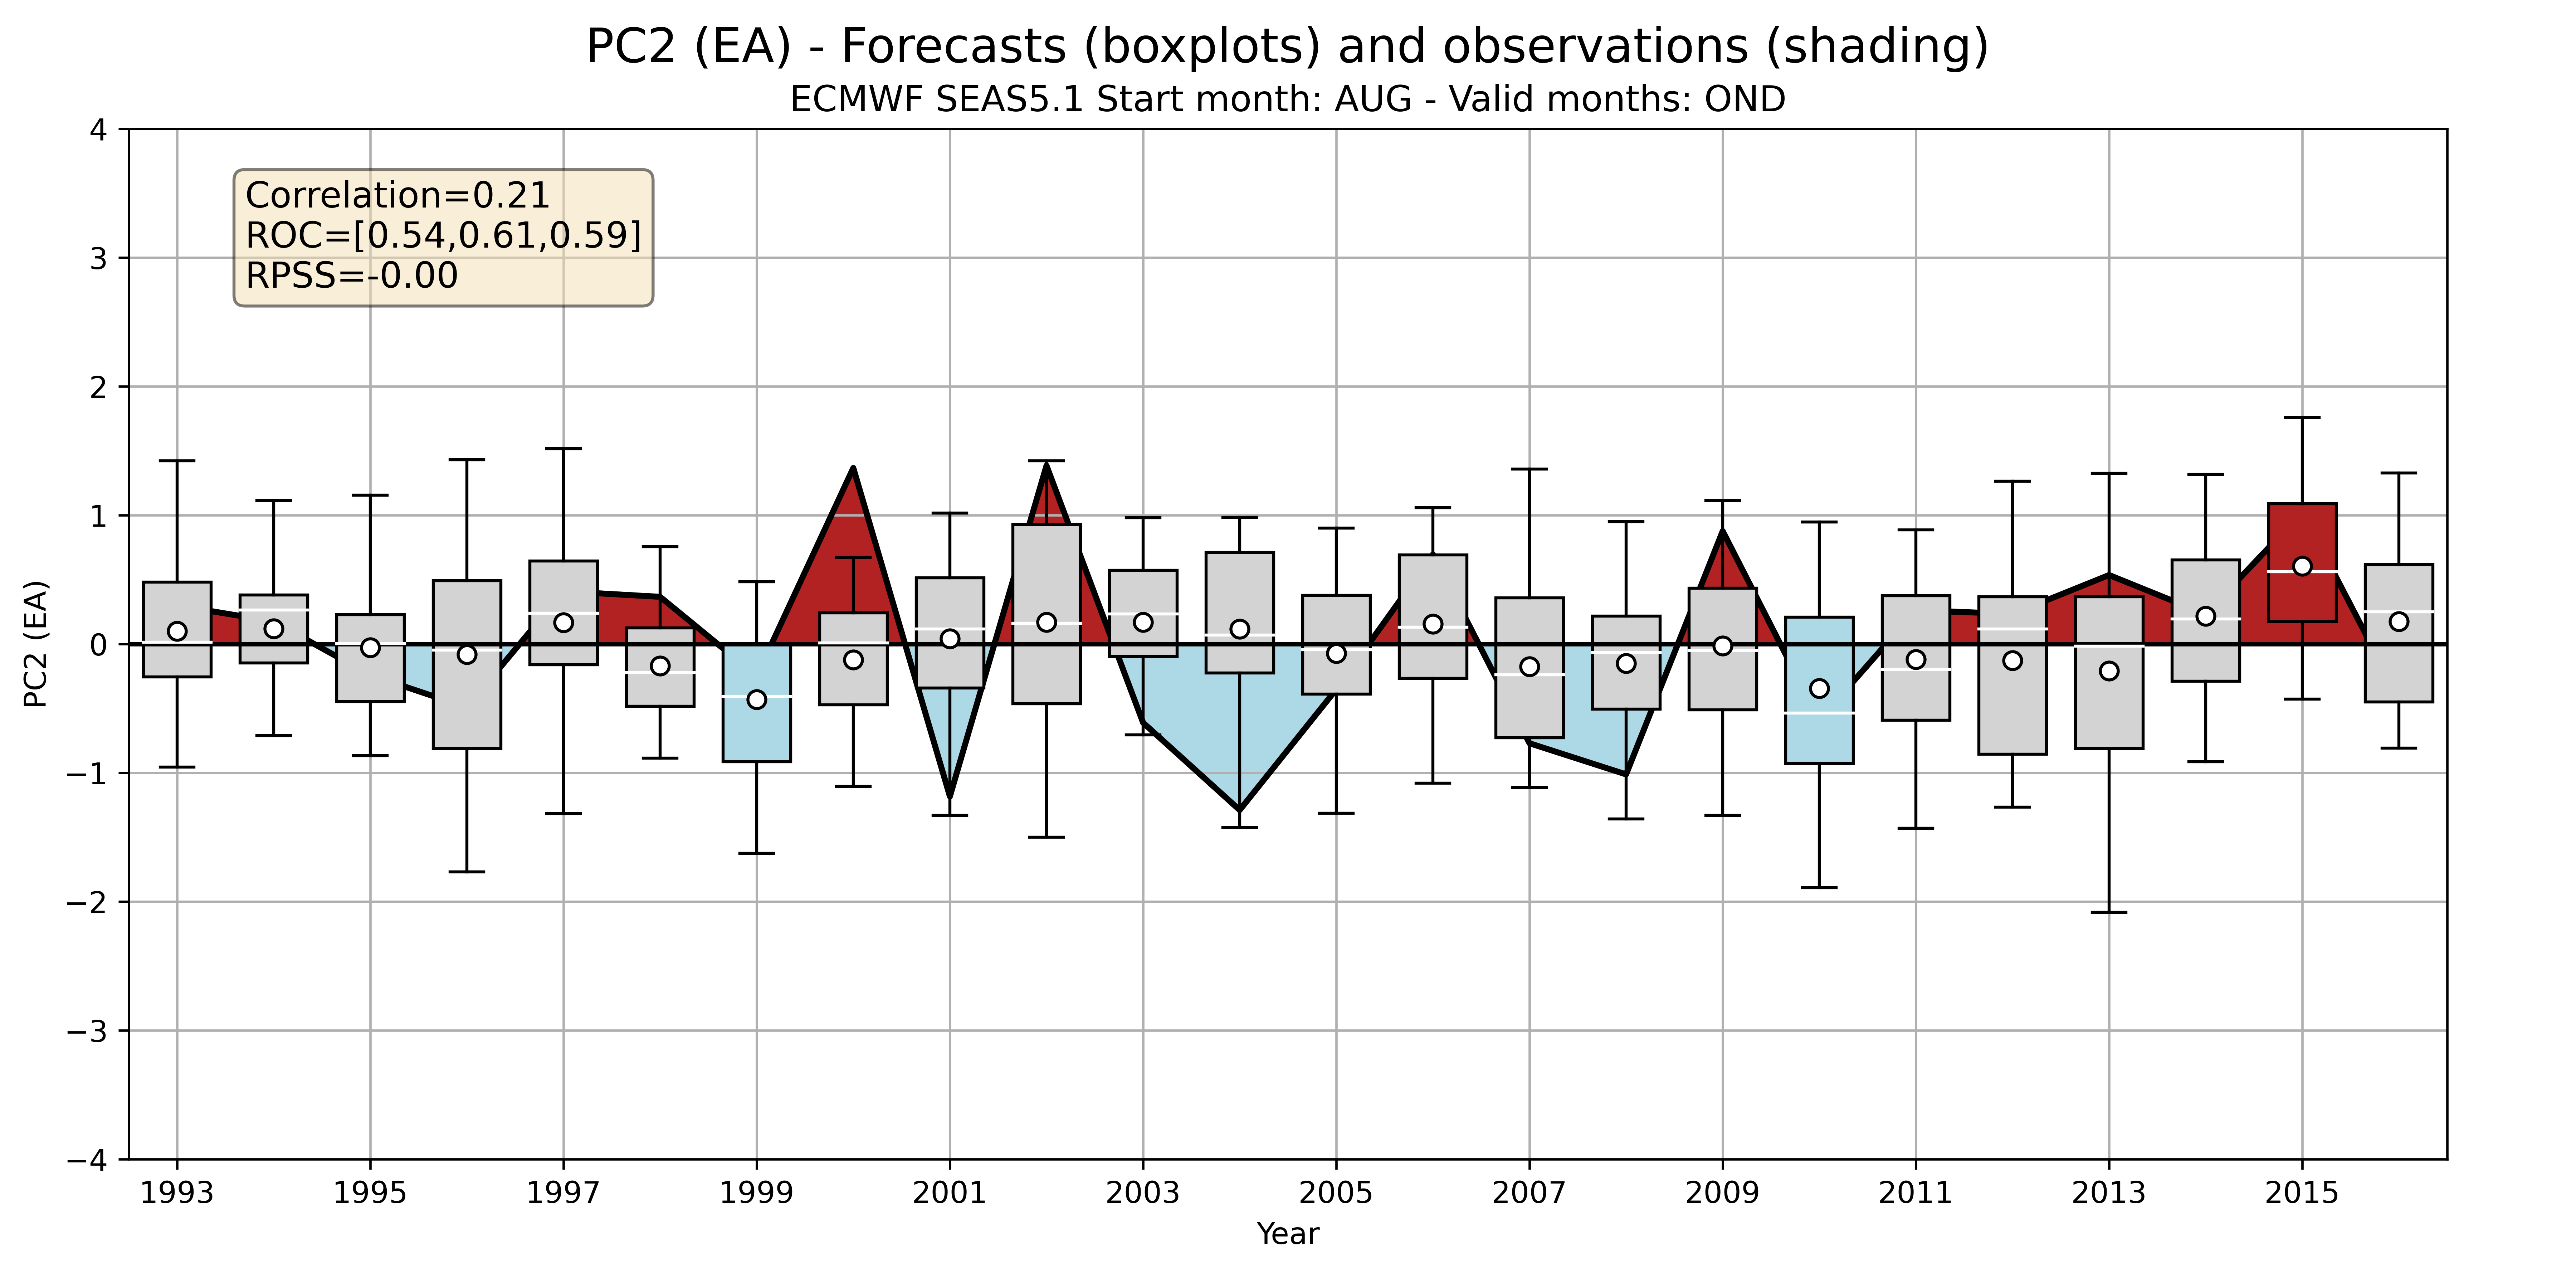 PC2 (EA) - Forecasts (boxplots) and observations (shading)
ECMWF SEAS5.1 Start month: AUG - Valid months: OND
Correlation=0.21
ROC=[0.54,0.61,0.59]
RPSS=-0.00
PC2 (EA)
4
3
2
1
0
−1
−2
−3
−4
1993 1995 1997 1999 2001 2003 2005 2007 2009 2011 2013 2015
Year